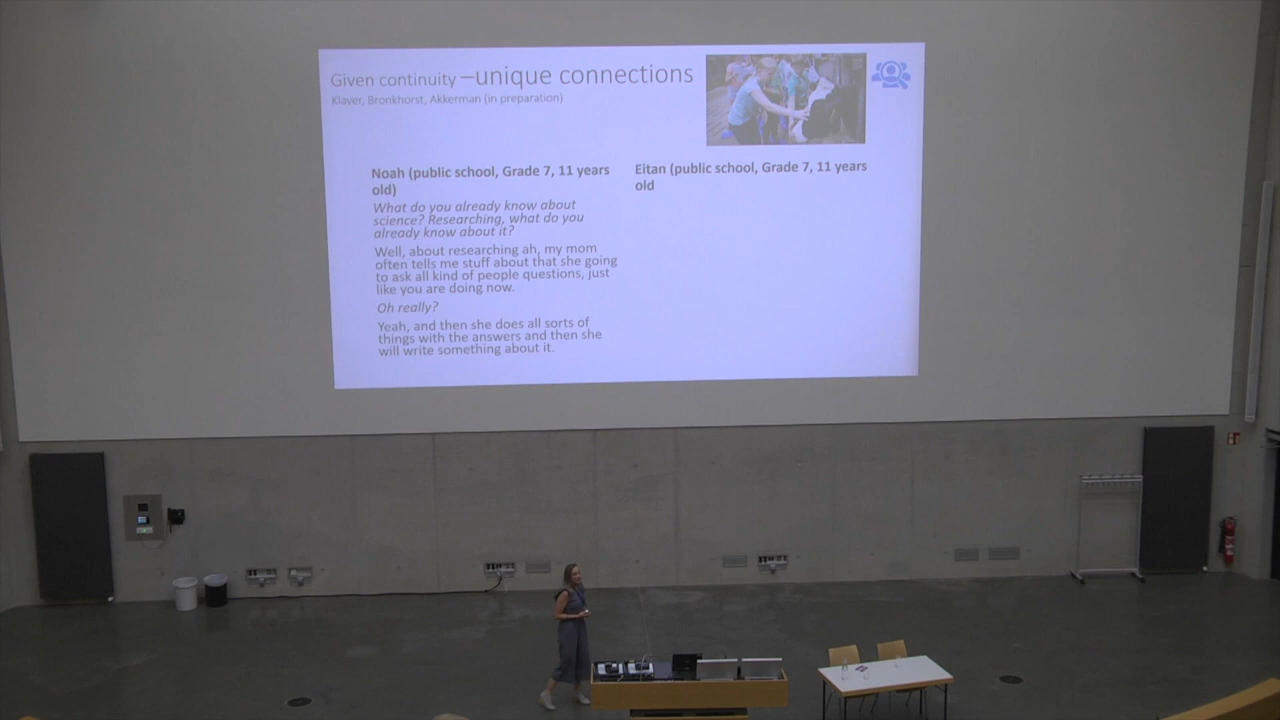 Given continuity –unique connections
Klaver, Bronkhorst, Akkerman (in preparation)
Noah (public school, Grade 7, 11 years
old)
What do you already know about
science? Researching, what do you
already know about it?
Well, about researching ah, my mom
often tells me stuff about that she going
to ask all kind of people questions, just
like you are doing now.
Oh really?
Yeah, and then she does all sorts of
things with the answers and then she
will write something about it.
Eitan (public school, Grade 7, 11 years
old